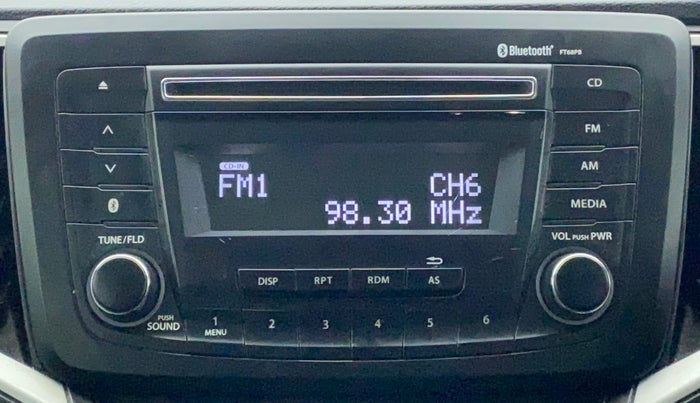 Bluetooth® FT68PB
CD
FM
AM
MEDIA
CD-IN
FM1 CH6
98.30 MHz
TUNE/FLD
VOL PUSH PWR
DISP RPT RDM AS
PUSH SOUND
1 2 3 4 5 6
MENU